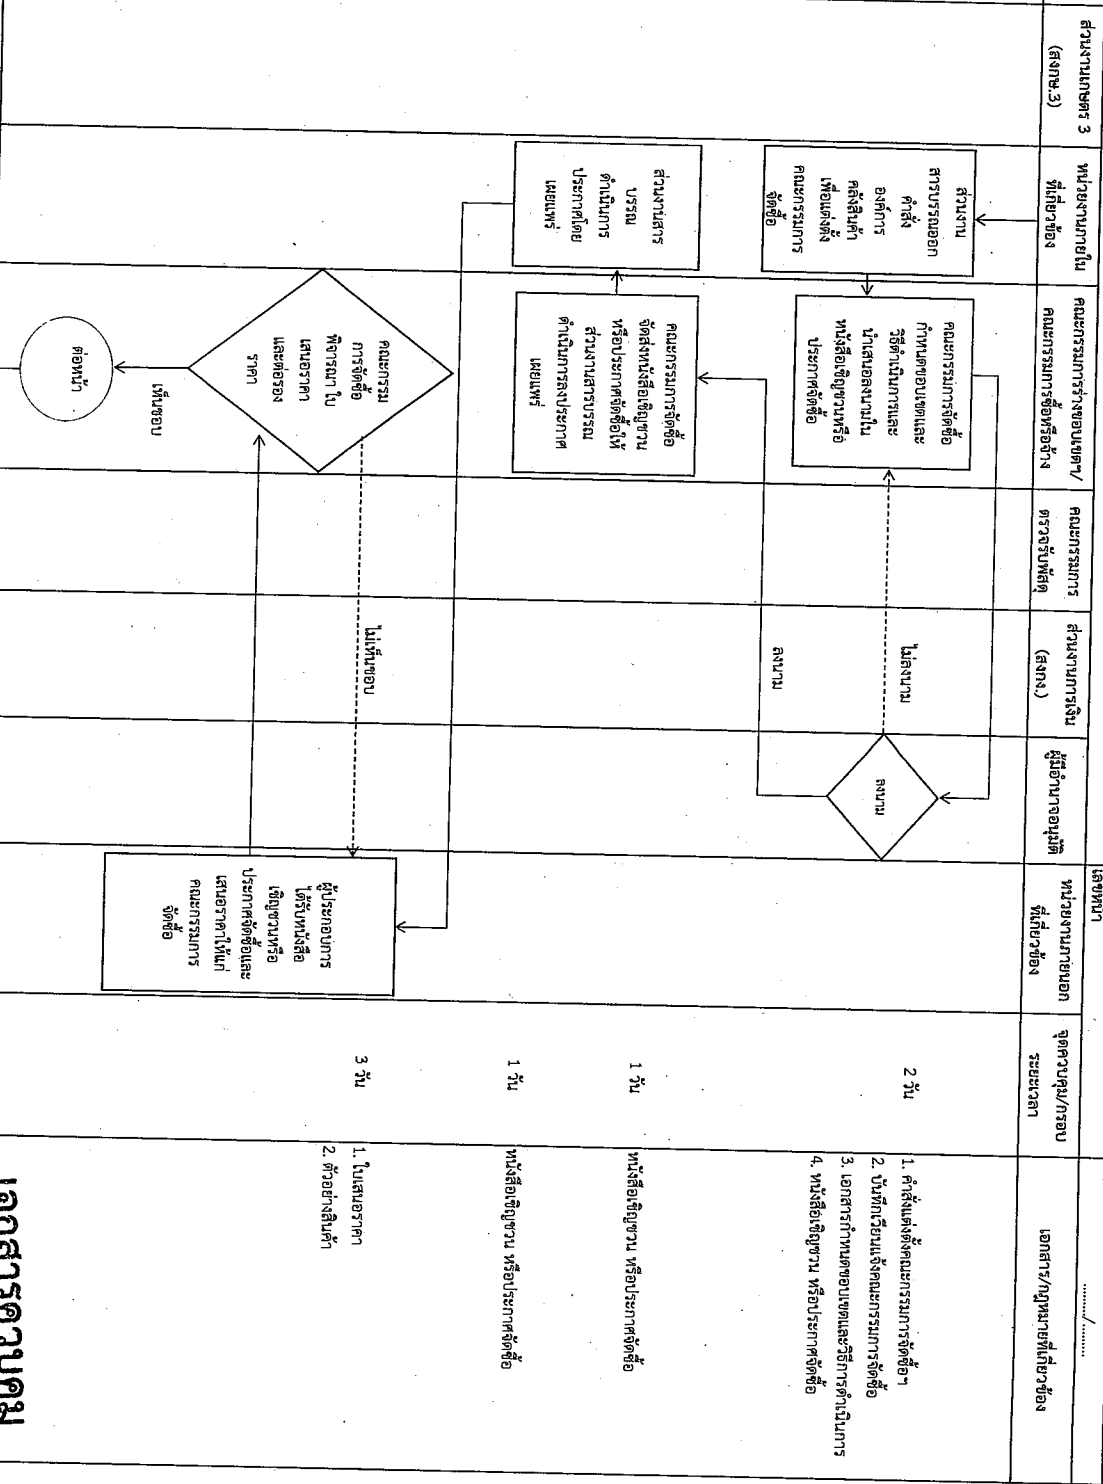 เลขหน้า ........./.........
ส่วนงานเกษตร 3
(สงกษ.3)
หน่วยงานภายใน
ที่เกี่ยวข้อง
คณะกรรมการร่างขอบเขตฯ/
คณะกรรมการซื้อหรือจ้าง
คณะกรรมการ
ตรวจรับพัสดุ
ส่วนงานการเงิน
(สงกง.)
ผู้มีอำนาจอนุมัติ
หน่วยงานภายนอก
ที่เกี่ยวข้อง
จุดควบคุม/กรอบ
ระยะเวลา
เอกสาร/กฎหมายที่เกี่ยวข้อง
ส่วนงาน
สารบรรณออก
คำสั่ง
องค์การ
คลังสินค้า
เพื่อแต่งตั้ง
คณะกรรมการ
จัดซื้อ
คณะกรรมการจัดซื้อ
กำหนดขอบเขตและ
วิธีดำเนินการและ
นำเสนอลงนามใน
หนังสือเชิญชวนหรือ
ประกาศจัดซื้อ
ไม่ลงนาม
ลงนาม
ลงนาม
2 วัน
1. คำสั่งแต่งตั้งคณะกรรมการจัดซื้อฯ
2. บันทึกเวียนแจ้งคณะกรรมการจัดซื้อ
3. เอกสารกำหนดขอบเขตและวิธีการดำเนินการ
4. หนังสือเชิญชวน หรือประกาศจัดซื้อ
คณะกรรมการจัดซื้อ
จัดส่งหนังสือเชิญชวน
หรือประกาศจัดซื้อให้
ส่วนงานสารบรรณ
ดำเนินการลงประกาศ
เผยแพร่
1 วัน
หนังสือเชิญชวน หรือประกาศจัดซื้อ
ส่วนงานสาร
บรรณ
ดำเนินการ
ประกาศโดย
เผยแพร่
1 วัน
หนังสือเชิญชวน หรือประกาศจัดซื้อ
คณะกรรม
การจัดซื้อ
พิจารณา ใบ
เสนอราคา
และต่อรอง
ราคา
ไม่เห็นชอบ
ผู้ประกอบการ
ได้รับหนังสือ
เชิญชวนหรือ
ประกาศจัดซื้อและ
เสนอราคาให้แก่
คณะกรรมการ
จัดซื้อ
3 วัน
1. ใบเสนอราคา
2. ตัวอย่างสินค้า
เห็นชอบ
ต่อหน้า
เอกสารควบคุม